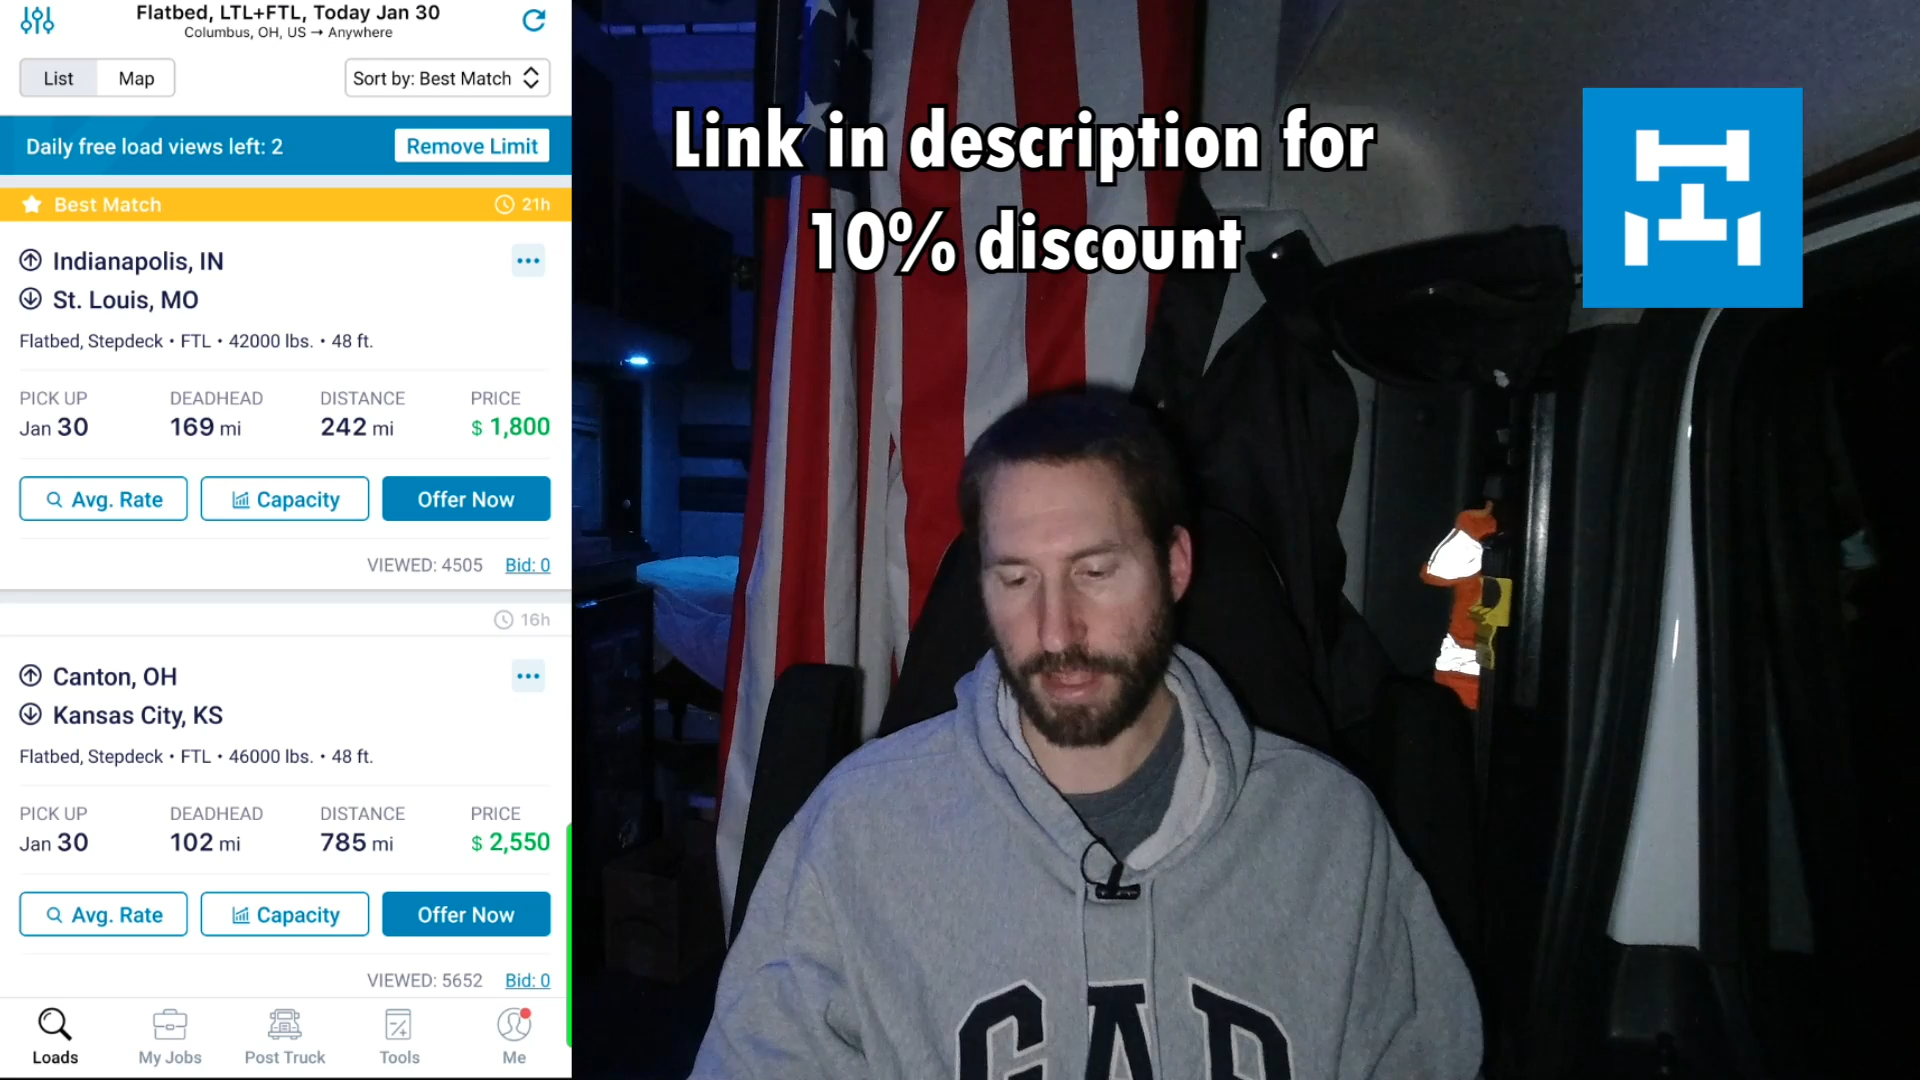 Flatbed, LTL+FTL, Today Jan 30
Columbus, OH, US → Anywhere
List Map Sort by: Best Match
Daily free load views left: 2 Remove Limit
Best Match 21h
Indianapolis, IN
St. Louis, MO
Flatbed, Stepdeck • FTL • 42000 lbs. • 48 ft.
PICK UP DEADHEAD DISTANCE PRICE
Jan 30 169 mi 242 mi $ 1,800
Avg. Rate Capacity Offer Now
VIEWED: 4505 Bid: 0
16h
Canton, OH
Kansas City, KS
Flatbed, Stepdeck • FTL • 46000 lbs. • 48 ft.
PICK UP DEADHEAD DISTANCE PRICE
Jan 30 102 mi 785 mi $ 2,550
Avg. Rate Capacity Offer Now
VIEWED: 5652 Bid: 0
Loads My Jobs Post Truck Tools Me
Link in description for
10% discount
GAP